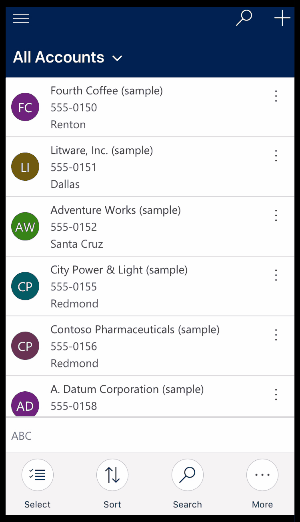 All Accounts
FC
Fourth Coffee (sample)
555-0150
Renton
LI
Litware, Inc. (sample)
555-0151
Dallas
AW
Adventure Works (sample)
555-0152
Santa Cruz
CP
City Power & Light (sample)
555-0155
Redmond
CP
Contoso Pharmaceuticals (sample)
555-0156
Redmond
AD
A. Datum Corporation (sample)
555-0158
ABC
Select Sort Search More